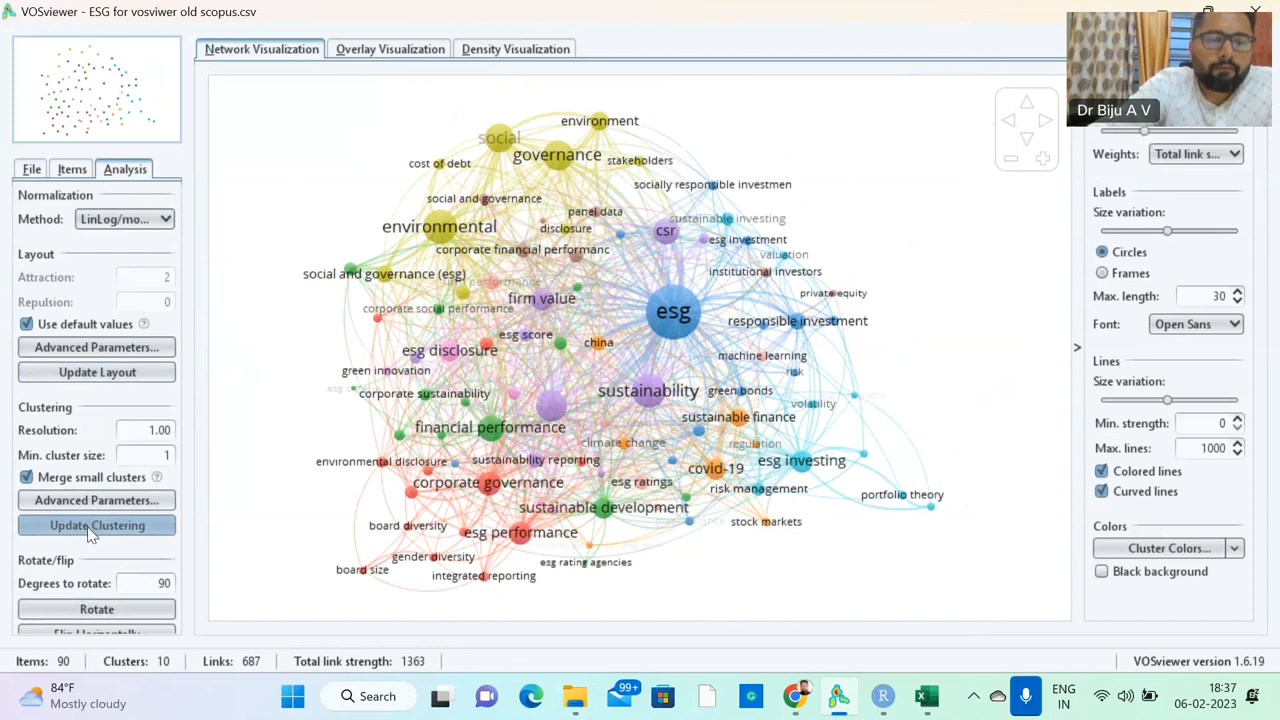 VOSviewer - ESG for vosviwer old scopus.csv
Network Visualization
Overlay Visualization
Density Visualization
Dr Biju A V
File
Items
Analysis
Normalization
Method:
LinLog/mo...
Layout
Attraction:
2
Repulsion:
0
Use default values
Advanced Parameters...
Update Layout
Clustering
Resolution:
1.00
Min. cluster size:
1
Merge small clusters
Advanced Parameters...
Update Clustering
Rotate/flip
Degrees to rotate:
90
Rotate
Flip Horizontally
environment
social
governance
cost of debt
stakeholders
socially responsible investmen
social and governance
panel data
sustainable investing
environmental
disclosure
csr
esg investment
corporate financial performanc
valuation
social and governance (esg)
institutional investors
firm performance
private equity
firm value
corporate social performance
esg
responsible investment
esg score
china
esg disclosure
machine learning
green innovation
risk
corporate sustainability
sustainability
green bonds
volatility
financial performance
sustainable finance
climate change
regulation
environmental disclosure
sustainability reporting
covid-19
esg investing
corporate governance
esg ratings
risk management
portfolio theory
sustainable development
stock markets
board diversity
esg performance
gender diversity
esg rating agencies
board size
integrated reporting
Weights:
Total link s...
Labels
Size variation:
Circles
Frames
Max. length:
30
Font:
Open Sans
Lines
Size variation:
Min. strength:
0
Max. lines:
1000
Colored lines
Curved lines
Colors
Cluster Colors...
Black background
>
Items: 90
Clusters: 10
Links: 687
Total link strength: 1363
VOSviewer version 1.6.19
84°F
Mostly cloudy
Search
99+
ENG
IN
18:37
06-02-2023